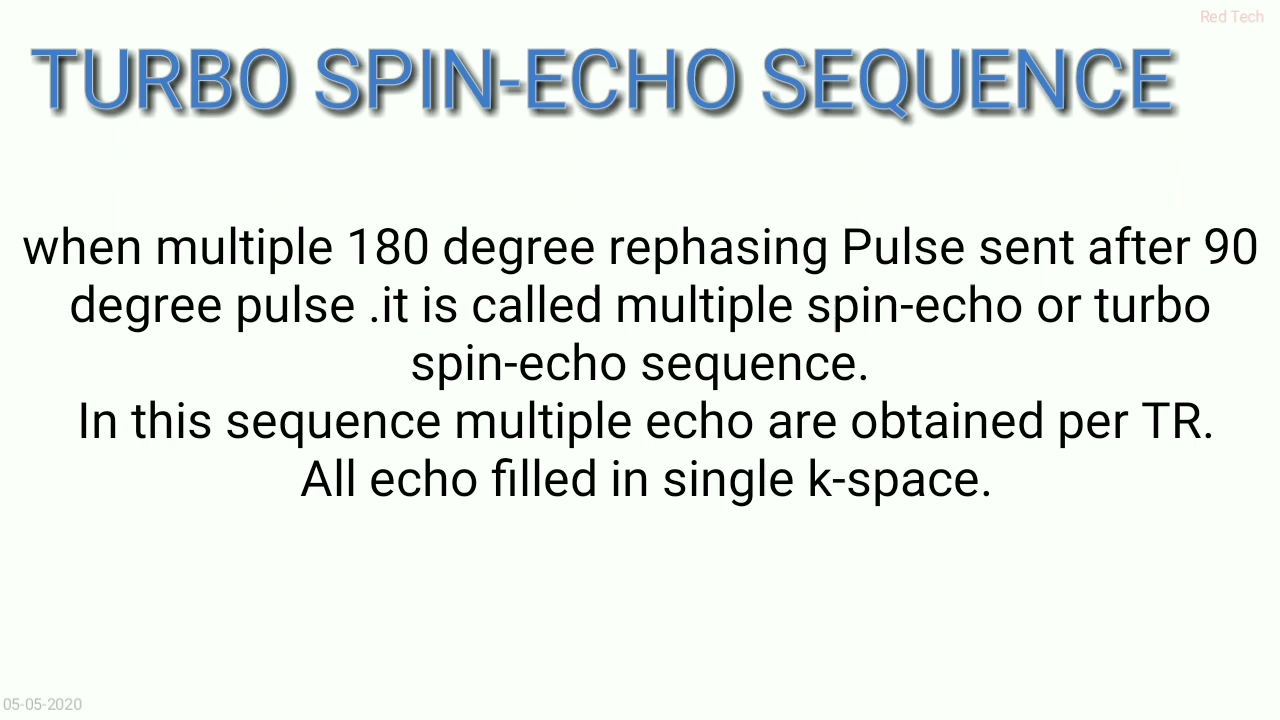 Red Tech
TURBO SPIN-ECHO SEQUENCE
when multiple 180 degree rephasing Pulse sent after 90
degree pulse .it is called multiple spin-echo or turbo
spin-echo sequence.
In this sequence multiple echo are obtained per TR.
All echo filled in single k-space.
05-05-2020